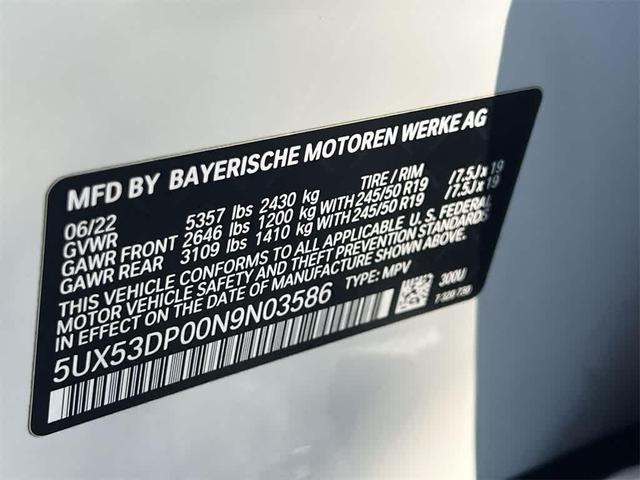 MFD BY BAYERISCHE MOTOREN WERKE AG
06/22 5357 lbs 2430 kg TIRE / RIM
GVWR
GAWR FRONT 2646 lbs 1200 kg WITH 245/50 R19 /7.5J x 19
GAWR REAR 3109 lbs 1410 kg WITH 245/50 R19 /7.5J x 19
THIS VEHICLE CONFORMS TO ALL APPLICABLE U. S. FEDERAL
MOTOR VEHICLE SAFETY AND THEFT PREVENTION STANDARDS
IN EFFECT ON THE DATE OF MANUFACTURE SHOWN ABOVE.
5UX53DP00N9N03586 TYPE: MPV
300U
7 320 730